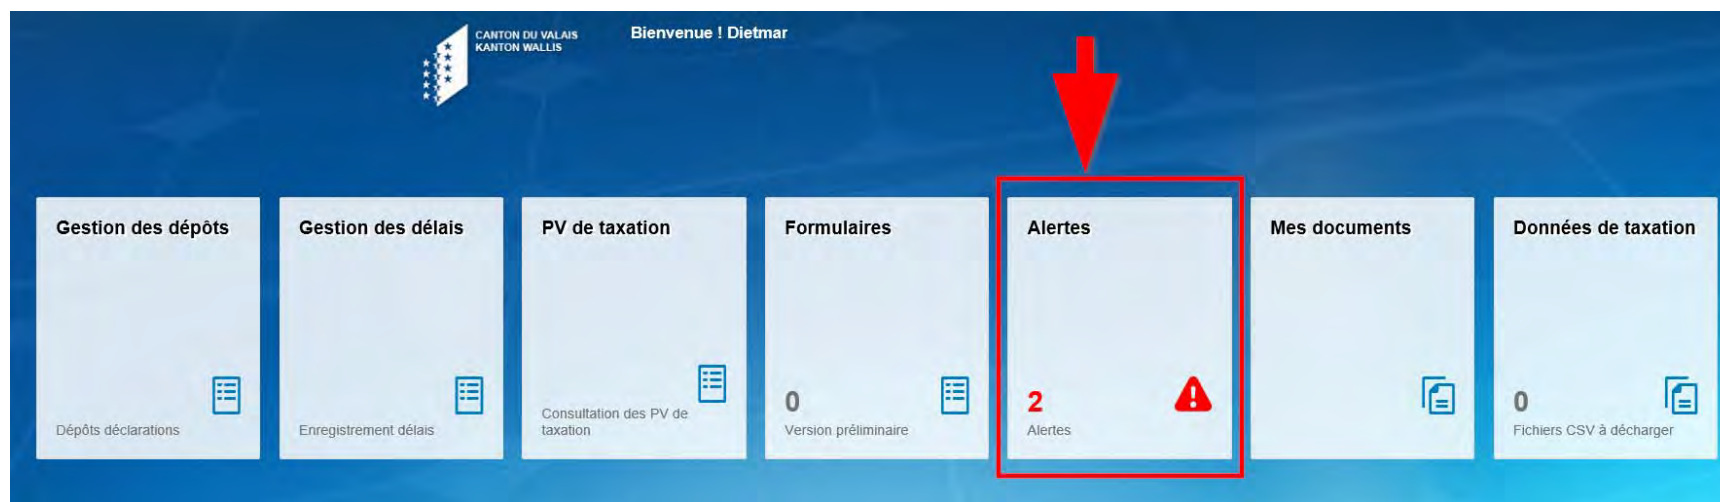 CANTON DU VALAIS
KANTON WALLIS
Bienvenue ! Dietmar
Gestion des dépôts
Dépôts déclarations
Gestion des délais
Enregistrement délais
PV de taxation
Consultation des PV de
taxation
Formulaires
0
Version préliminaire
Alertes
2
Alertes
Mes documents
Données de taxation
0
Fichiers CSV à décharger